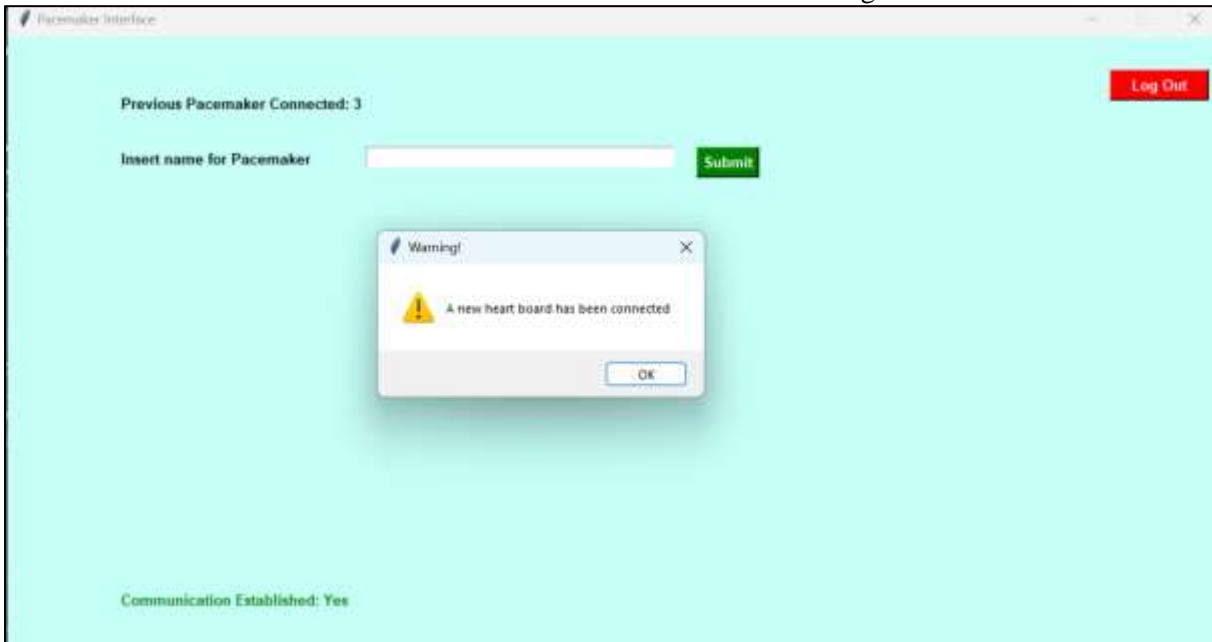 Pacemaker Interface
Log Out
Previous Pacemaker Connected: 3
Insert name for Pacemaker
Submit
Warning!
A new heart board has been connected
OK
Communication Established: Yes